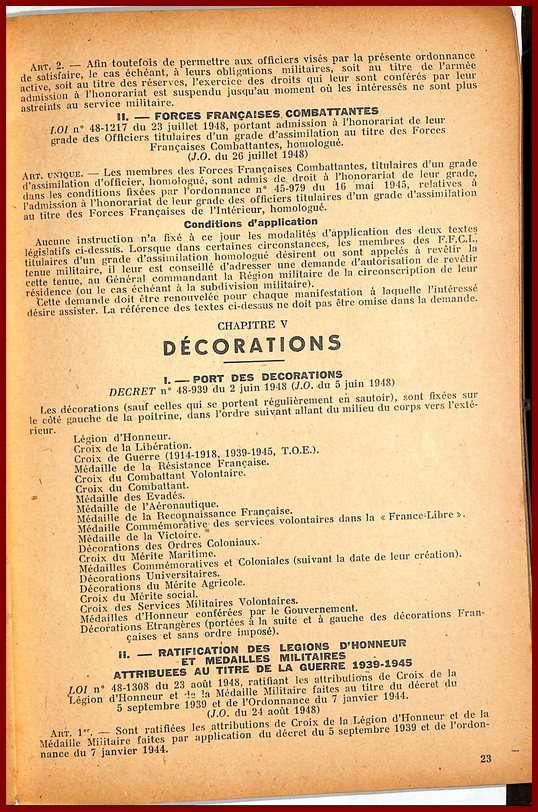 ART. 2. — Afin toutefois de permettre aux officiers visés par la présente ordonnance
de satisfaire, le cas échéant, à leurs obligations militaires, soit au titre de l'armée
active, soit au titre des réserves, l'exercice des droits qui leur sont conférés par leur
admission à l'honorariat est suspendu jusqu'au moment où les intéressés ne sont plus
astreints au service militaire.
II. — FORCES FRANÇAISES COMBATTANTES
LOI n° 48-1217 du 23 juillet 1948, portant admission à l'honorariat de leur
grade des Officiers titulaires d'un grade d'assimilation au titre des Forces
Françaises Combattantes, homologué.
(J.O. du 26 juillet 1948)
ART. UNIQUE. — Les membres des Forces Françaises Combattantes, titulaires d'un grade
d'assimilation d'officier, homologué, sont admis de droit à l'honorariat de leur grade,
dans les conditions fixées par l'ordonnance n° 45-979 du 16 mai 1945, relatives à
l'admission à l'honorariat de leur grade des officiers titulaires d'un grade d'assimilation
au titre des Forces Françaises de l'Intérieur, homologué.
Conditions d'application
Aucune instruction n'a fixé à ce jour les modalités d'application des deux textes
législatifs ci-dessus. Lorsque dans certaines circonstances, les membres des F.F.C.I.,
titulaires d'un grade d'assimilation homologué désirent ou sont appelés à revêtir la
tenue militaire, il leur est conseillé d'adresser une demande d'autorisation de revêtir
cette tenue, au Général commandant la Région militaire de la circonscription de leur
résidence (ou le cas échéant à la subdivision militaire).
Cette demande doit être renouvelée pour chaque manifestation à laquelle l'intéressé
désire assister. La référence des textes ci-dessus ne doit pas être omise dans la demande.
CHAPITRE V
DÉCORATIONS
I. — PORT DES DECORATIONS
DECRET n° 48-939 du 2 juin 1948 (J.O. du 5 juin 1948)
Les décorations (sauf celles qui se portent régulièrement en sautoir), sont fixées sur
le côté gauche de la poitrine, dans l'ordre suivant allant du milieu du corps vers l'exté-
rieur.
Légion d'Honneur.
Croix de la Libération.
Croix de Guerre (1914-1918, 1939-1945, T.O.E.).
Médaille de la Résistance Française.
Croix du Combattant Volontaire.
Croix du Combattant.
Médaille des Evadés.
Médaille de l'Aéronautique.
Médaille de la Reconnaissance Française.
Médaille Commémorative des services volontaires dans la « France-Libre ».
Médaille de la Victoire.
Décorations des Ordres Coloniaux.
Croix du Mérite Maritime.
Médailles Commémoratives et Coloniales (suivant la date de leur création).
Décorations Universitaires.
Décorations du Mérite Agricole.
Croix du Mérite social.
Croix des Services Militaires Volontaires.
Médailles d'Honneur conférées par le Gouvernement.
Décorations Etrangères (portées à la suite et à gauche des décorations Fran-
çaises et sans ordre imposé).
II. — RATIFICATION DES LEGIONS D'HONNEUR
ET MEDAILLES MILITAIRES
ATTRIBUEES AU TITRE DE LA GUERRE 1939-1945
LOI n° 48-1308 du 23 août 1948, ratifiant les attributions de Croix de la
Légion d'Honneur et de la Médaille Militaire faites au titre du décret du
5 septembre 1939 et de l'Ordonnance du 7 janvier 1944.
(J.O. du 24 août 1948)
ART. 1er. — Sont ratifiées les attributions de Croix de la Légion d'Honneur et de la
Médaille Militaire faites par application du décret du 5 septembre 1939 et de l'ordon-
nance du 7 janvier 1944.
23